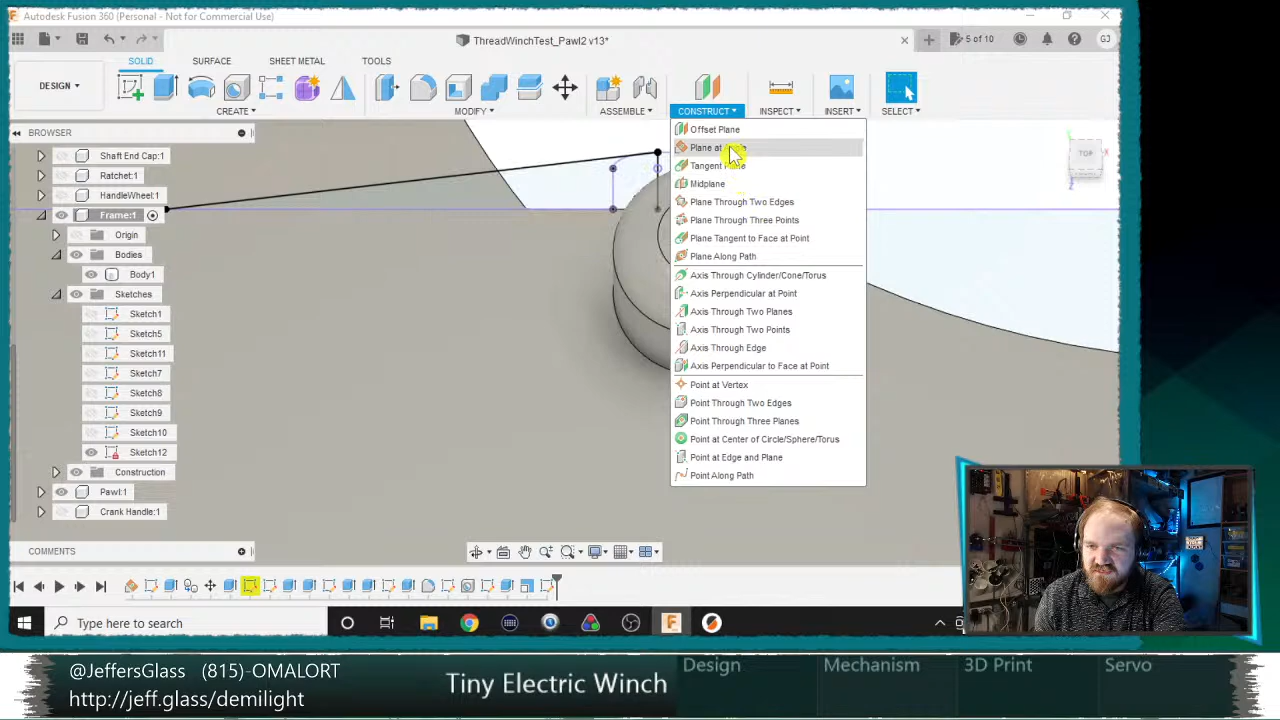 Autodesk Fusion 360 (Personal - Not for Commercial Use)
ThreadWinchTest_Pawl2 v13*
5 of 10
GJ
DESIGN
SOLID
SURFACE
SHEET METAL
TOOLS
CREATE
MODIFY
ASSEMBLE
CONSTRUCT
INSPECT
INSERT
SELECT
BROWSER
Shaft End Cap:1
Ratchet:1
HandleWheel:1
Frame:1
Origin
Bodies
Body1
Sketches
Sketch1
Sketch5
Sketch11
Sketch7
Sketch8
Sketch9
Sketch10
Sketch12
Construction
Pawl:1
Crank Handle:1
Offset Plane
Plane at Angle
Tangent Plane
Midplane
Plane Through Two Edges
Plane Through Three Points
Plane Tangent to Face at Point
Plane Along Path
Axis Through Cylinder/Cone/Torus
Axis Perpendicular at Point
Axis Through Two Planes
Axis Through Two Points
Axis Through Edge
Axis Perpendicular to Face at Point
Point at Vertex
Point Through Two Edges
Point Through Three Planes
Point at Center of Circle/Sphere/Torus
Point at Edge and Plane
Point Along Path
TOP
X
Z
COMMENTS
Type here to search
@JeffersGlass (815)-OMALORT
http://jeff.glass/demilight
Tiny Electric Winch
Design
Mechanism
3D Print
Servo